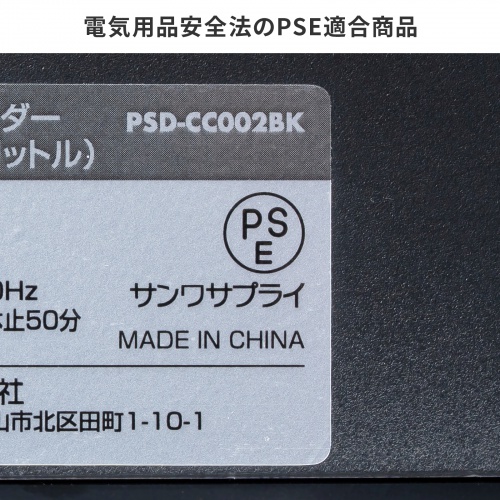 電気用品安全法のPSE適合商品
ダー PSD-CC002BK
ットル)
PS
E
0Hz サンワサプライ
休止50分
MADE IN CHINA
社
山市北区田町1-10-1